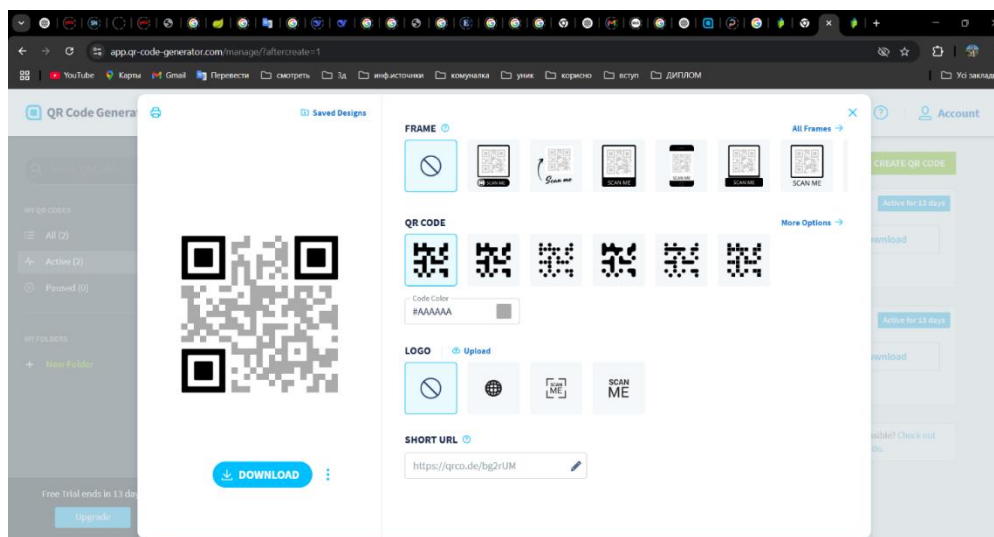 app.qr-code-generator.com/manage/?aftercreate=1
YouTube Карты Gmail Перевести смотреть 3д инф.источники комуналка уник корисно вступ ДИПЛОМ
QR Code Genera
Saved Designs
Account
FRAME
All Frames →
SCAN ME
Scan me
SCAN ME
SCAN ME
SCAN ME
SCAN ME
CREATE QR CODE
MY QR CODES
All (2)
Active (2)
Paused (0)
MY FOLDERS
+ New Folder
Active for 13 days
wnload
Active for 13 days
wnload
QR CODE
More Options →
Code Color
#AAAAAA
LOGO
Upload
SCAN
ME
SCAN
ME
SHORT URL
https://qrco.de/bg2rUM
DOWNLOAD
Check out
Free Trial ends in 13 da
Upgrade